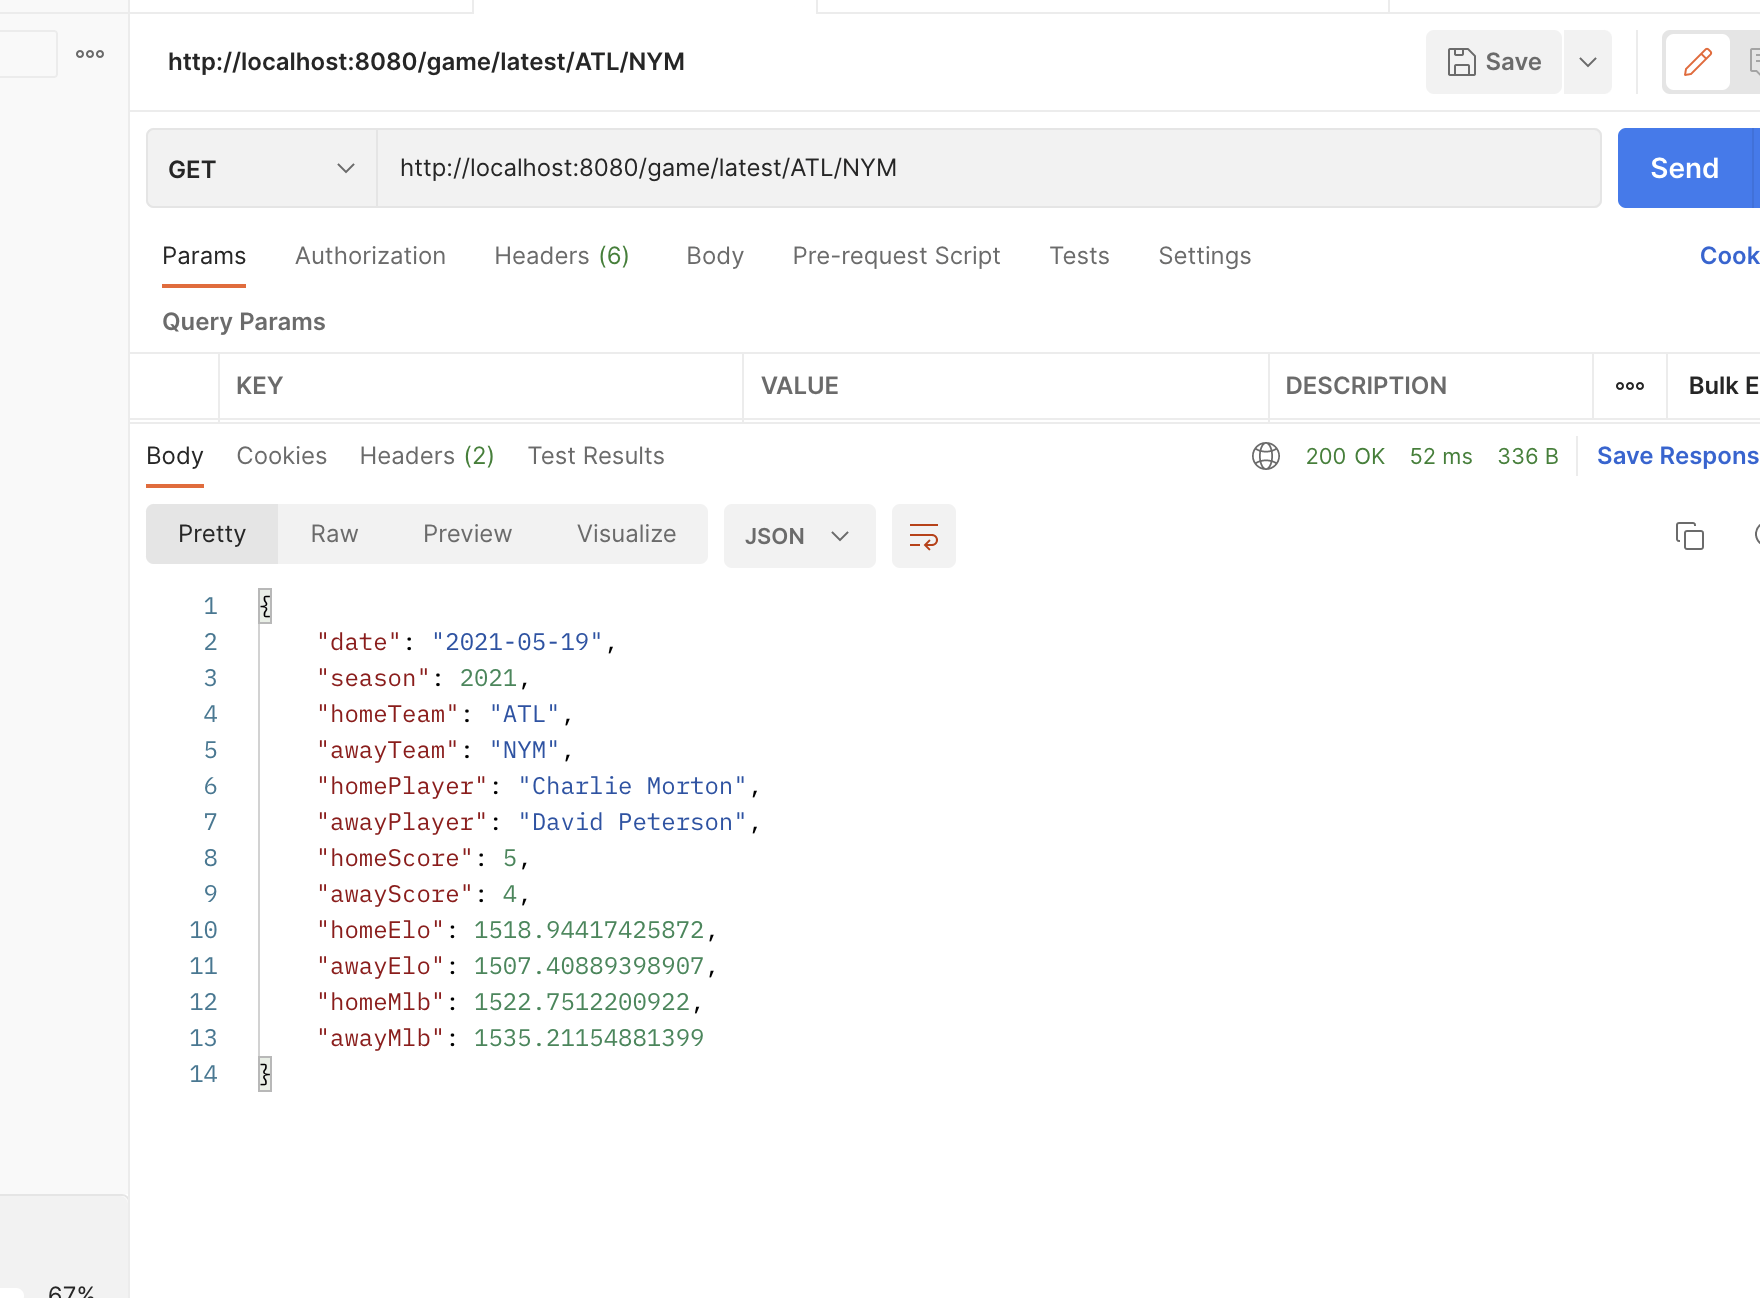 http://localhost:8080/game/latest/ATL/NYM
Save
GET
http://localhost:8080/game/latest/ATL/NYM
Send
Params Authorization Headers (6) Body Pre-request Script Tests Settings Cook
Query Params
KEY VALUE DESCRIPTION Bulk E
Body Cookies Headers (2) Test Results 200 OK 52 ms 336 B Save Respons
Pretty Raw Preview Visualize JSON
1 {
2 "date": "2021-05-19",
3 "season": 2021,
4 "homeTeam": "ATL",
5 "awayTeam": "NYM",
6 "homePlayer": "Charlie Morton",
7 "awayPlayer": "David Peterson",
8 "homeScore": 5,
9 "awayScore": 4,
10 "homeElo": 1518.94417425872,
11 "awayElo": 1507.40889398907,
12 "homeMlb": 1522.7512200922,
13 "awayMlb": 1535.21154881399
14 }
67%